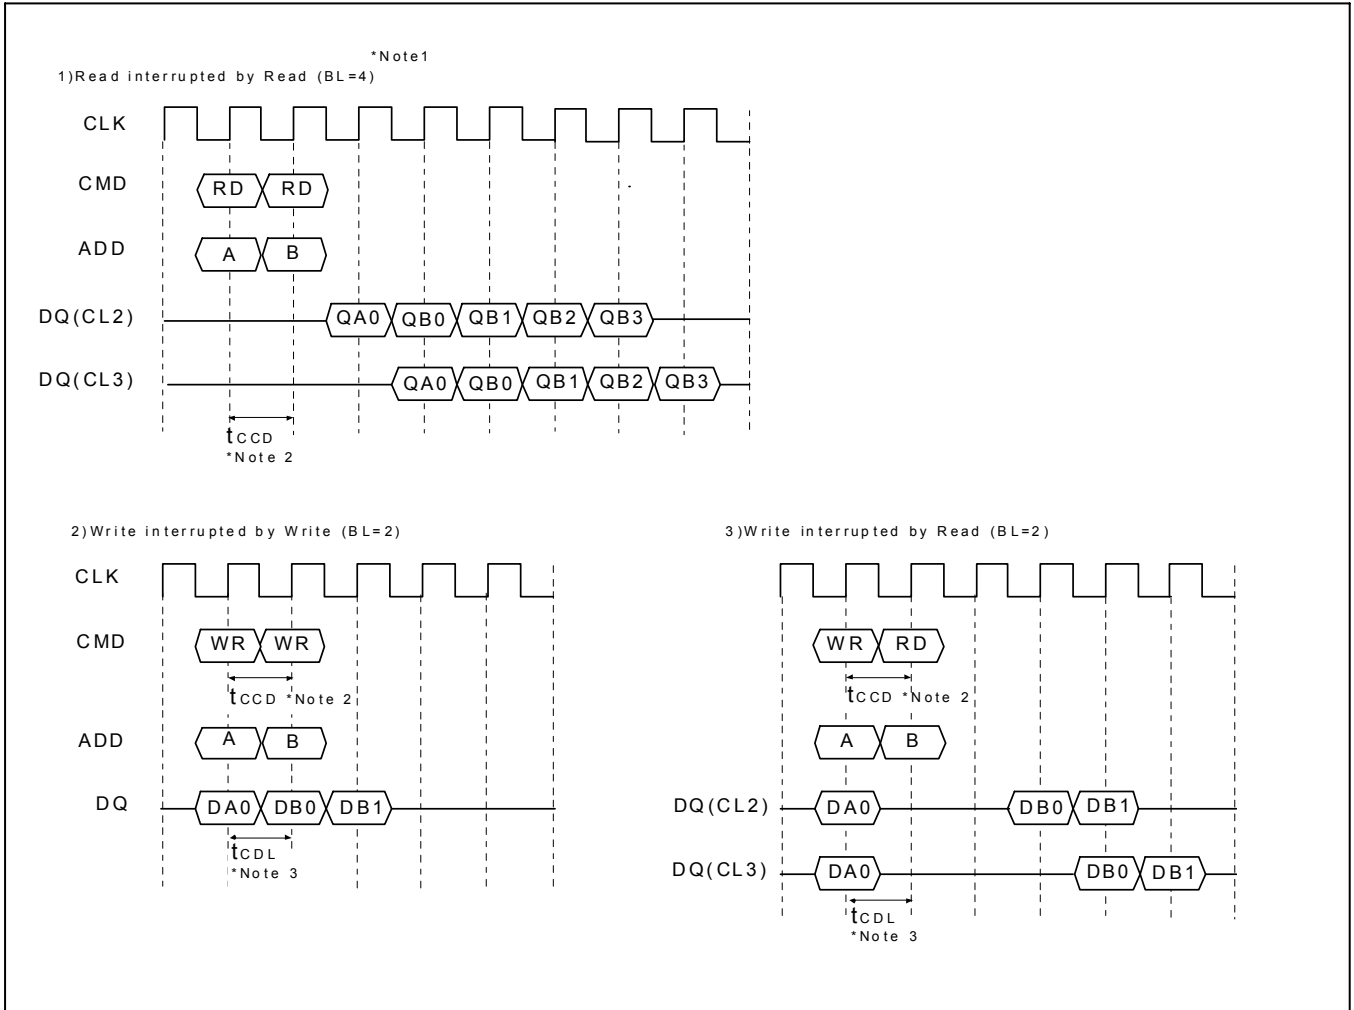 *Note1
1)Read interrupted by Read (BL=4)
CLK
CMD RD RD
ADD A B
DQ(CL2) QA0 QB0 QB1 QB2 QB3
DQ(CL3) QA0 QB0 QB1 QB2 QB3
tCCD
*Note 2
2)Write interrupted by Write (BL=2)
CLK
CMD WR WR
tCCD *Note 2
ADD A B
DQ DA0 DB0 DB1
tCDL
*Note 3
3)Write interrupted by Read (BL=2)
WR RD
tCCD *Note 2
A B
DQ(CL2) DA0 DB0 DB1
DQ(CL3) DA0 DB0 DB1
tCDL
*Note 3